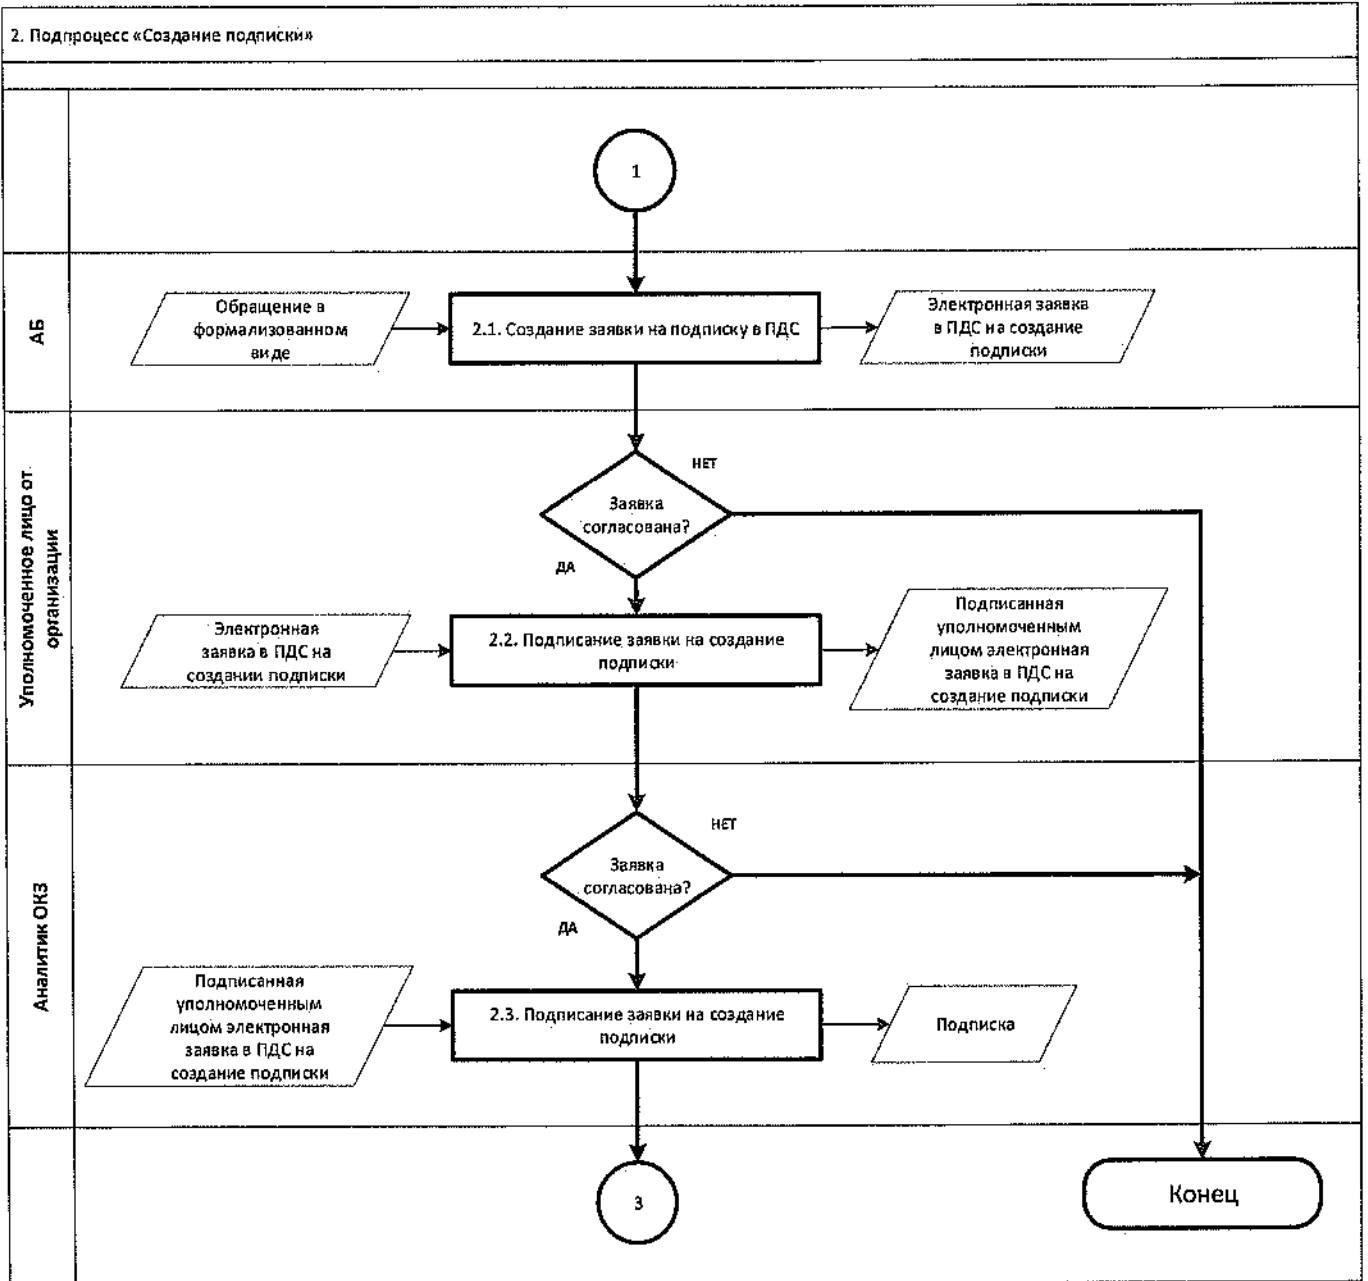 2. Подпроцесс «Создание подписки»
1
АБ
Обращение в
формализованном
виде
2.1. Создание заявки на подписку в ПДС
Электронная заявка
в ПДС на создание
подписки
Уполномоченное лицо от
организации
НЕТ
Заявка
согласована?
ДА
Электронная
заявка в ПДС на
создании подписки
2.2. Подписание заявки на создание
подписки
Подписанная
уполномоченным
лицом электронная
заявка в ПДС на
создание подписки
Аналитик ОКЗ
НЕТ
Заявка
согласована?
ДА
Подписанная
уполномоченным
лицом электронная
заявка в ПДС на
создание подписки
2.3. Подписание заявки на создание
подписки
Подписка
3
Конец